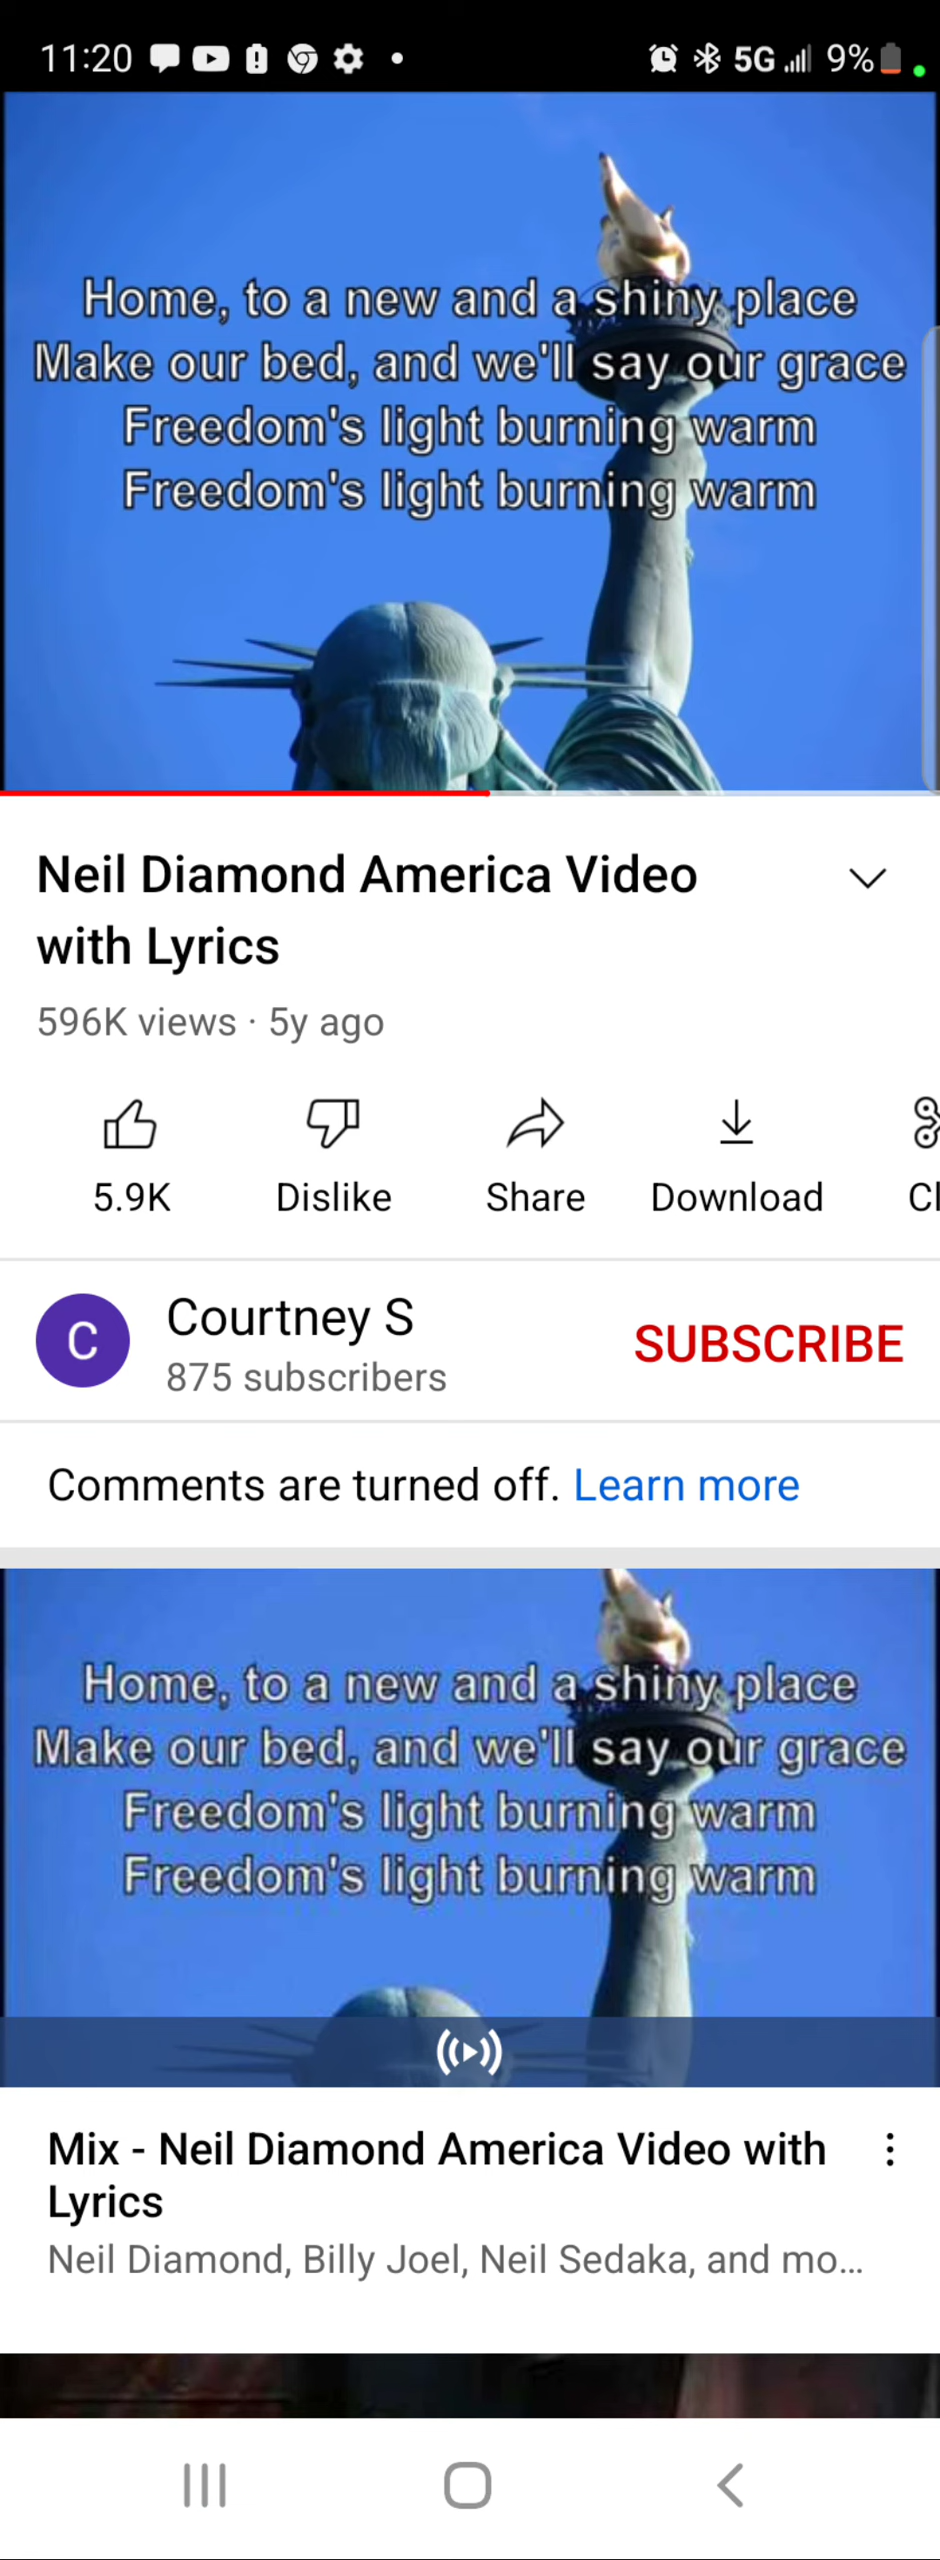 11:20 5G 9%
Home, to a new and a shiny place
Make our bed, and we'll say our grace
Freedom's light burning warm
Freedom's light burning warm
Neil Diamond America Video
with Lyrics
596K views · 5y ago
5.9K Dislike Share Download Cl
C Courtney S
875 subscribers
SUBSCRIBE
Comments are turned off. Learn more
Home, to a new and a shiny place
Make our bed, and we'll say our grace
Freedom's light burning warm
Freedom's light burning warm
Mix - Neil Diamond America Video with
Lyrics
Neil Diamond, Billy Joel, Neil Sedaka, and mo...